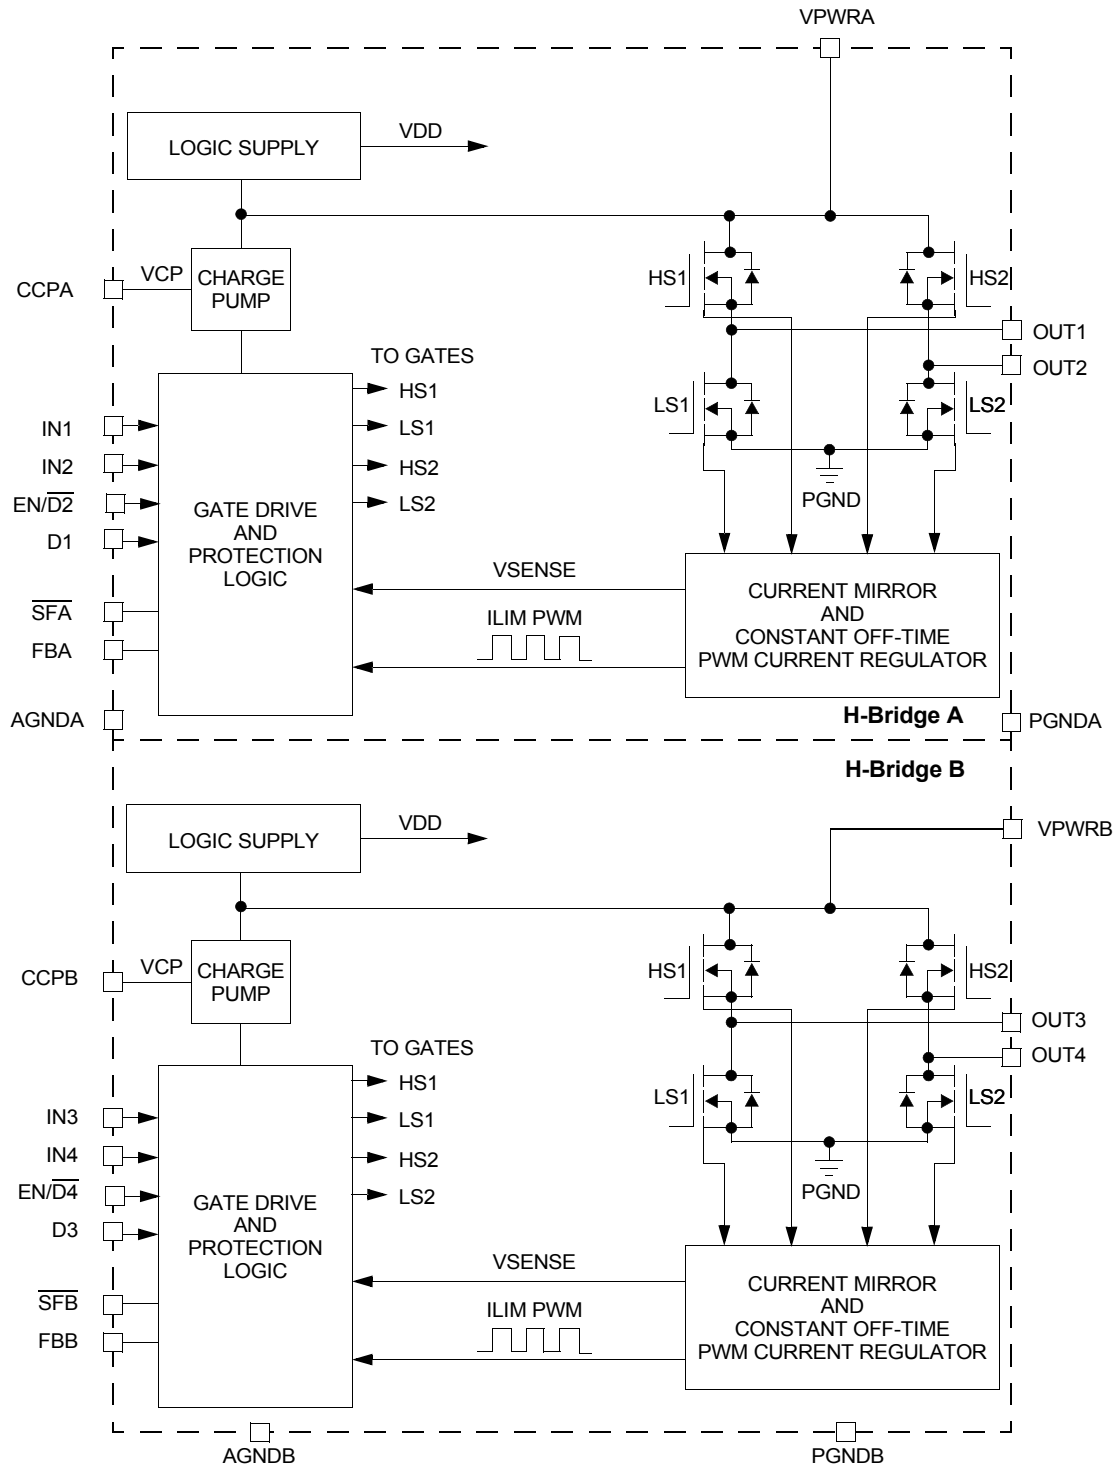 VPWRA
LOGIC SUPPLY
VDD
CCPA
VCP
CHARGE
PUMP
HS1
HS2
OUT1
OUT2
TO GATES
HS1
LS1
HS2
LS2
LS1
LS2
PGND
IN1
IN2
EN/D̅2̅
D1
S̅F̅A̅
FBA
AGNDA
GATE DRIVE
AND
PROTECTION
LOGIC
VSENSE
ILIM PWM
CURRENT MIRROR
AND
CONSTANT OFF-TIME
PWM CURRENT REGULATOR
H-Bridge A
PGNDA
H-Bridge B
LOGIC SUPPLY
VDD
VPWRB
CCPB
VCP
CHARGE
PUMP
HS1
HS2
OUT3
OUT4
TO GATES
HS1
LS1
HS2
LS2
LS1
LS2
PGND
IN3
IN4
EN/D̅4̅
D3
S̅F̅B̅
FBB
GATE DRIVE
AND
PROTECTION
LOGIC
VSENSE
ILIM PWM
CURRENT MIRROR
AND
CONSTANT OFF-TIME
PWM CURRENT REGULATOR
AGNDB
PGNDB